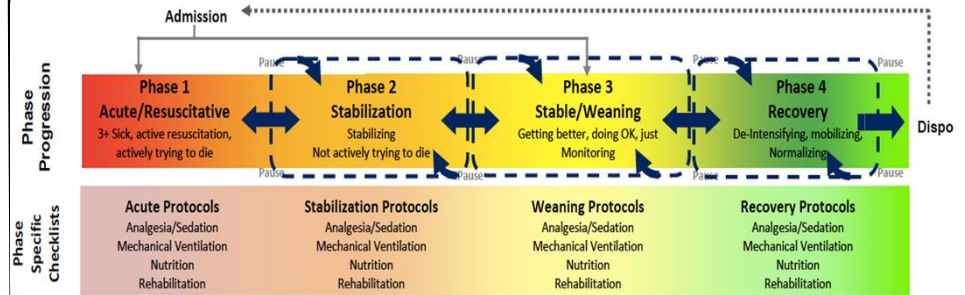 Admission
Phase Progression
Pause
Pause
Pause
Pause
Phase 1
Acute/Resuscitative
3+ Sick, active resuscitation,
actively trying to die
Phase 2
Stabilization
Stabilizing
Not actively trying to die
Phase 3
Stable/Weaning
Getting better, doing OK, just
Monitoring
Phase 4
Recovery
De-Intensifying, mobilizing,
Normalizing
Dispo
Pause
Pause
Pause
Pause
Phase Specific Checklists
Acute Protocols
Analgesia/Sedation
Mechanical Ventilation
Nutrition
Rehabilitation
Stabilization Protocols
Analgesia/Sedation
Mechanical Ventilation
Nutrition
Rehabilitation
Weaning Protocols
Analgesia/Sedation
Mechanical Ventilation
Nutrition
Rehabilitation
Recovery Protocols
Analgesia/Sedation
Mechanical Ventilation
Nutrition
Rehabilitation